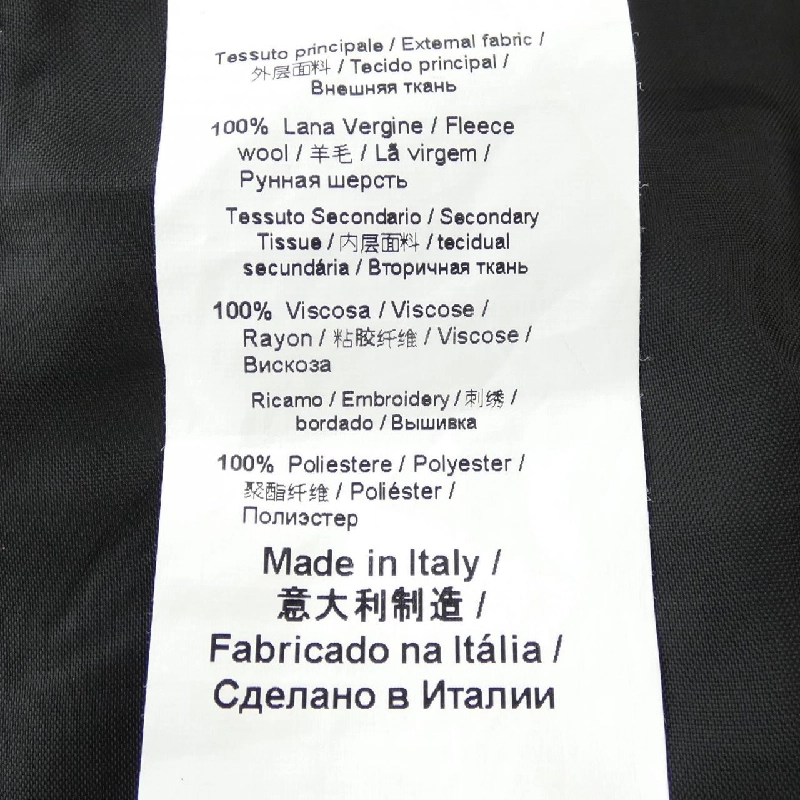 Tessuto principale / External fabric /
外层面料 / Tecido principal /
Внешняя ткань
100% Lana Vergine / Fleece
wool / 羊毛 / Lã virgem /
Рунная шерсть
Tessuto Secondario / Secondary
Tissue / 内层面料 / tecidual
secundária / Вторичная ткань
100% Viscosa / Viscose /
Rayon / 粘胶纤维 / Viscose /
Вискоза
Ricamo / Embroidery / 刺绣 /
bordado / Вышивка
100% Poliestere / Polyester /
聚酯纤维 / Poliéster /
Полиэстер
Made in Italy /
意大利制造 /
Fabricado na Itália /
Сделано в Италии